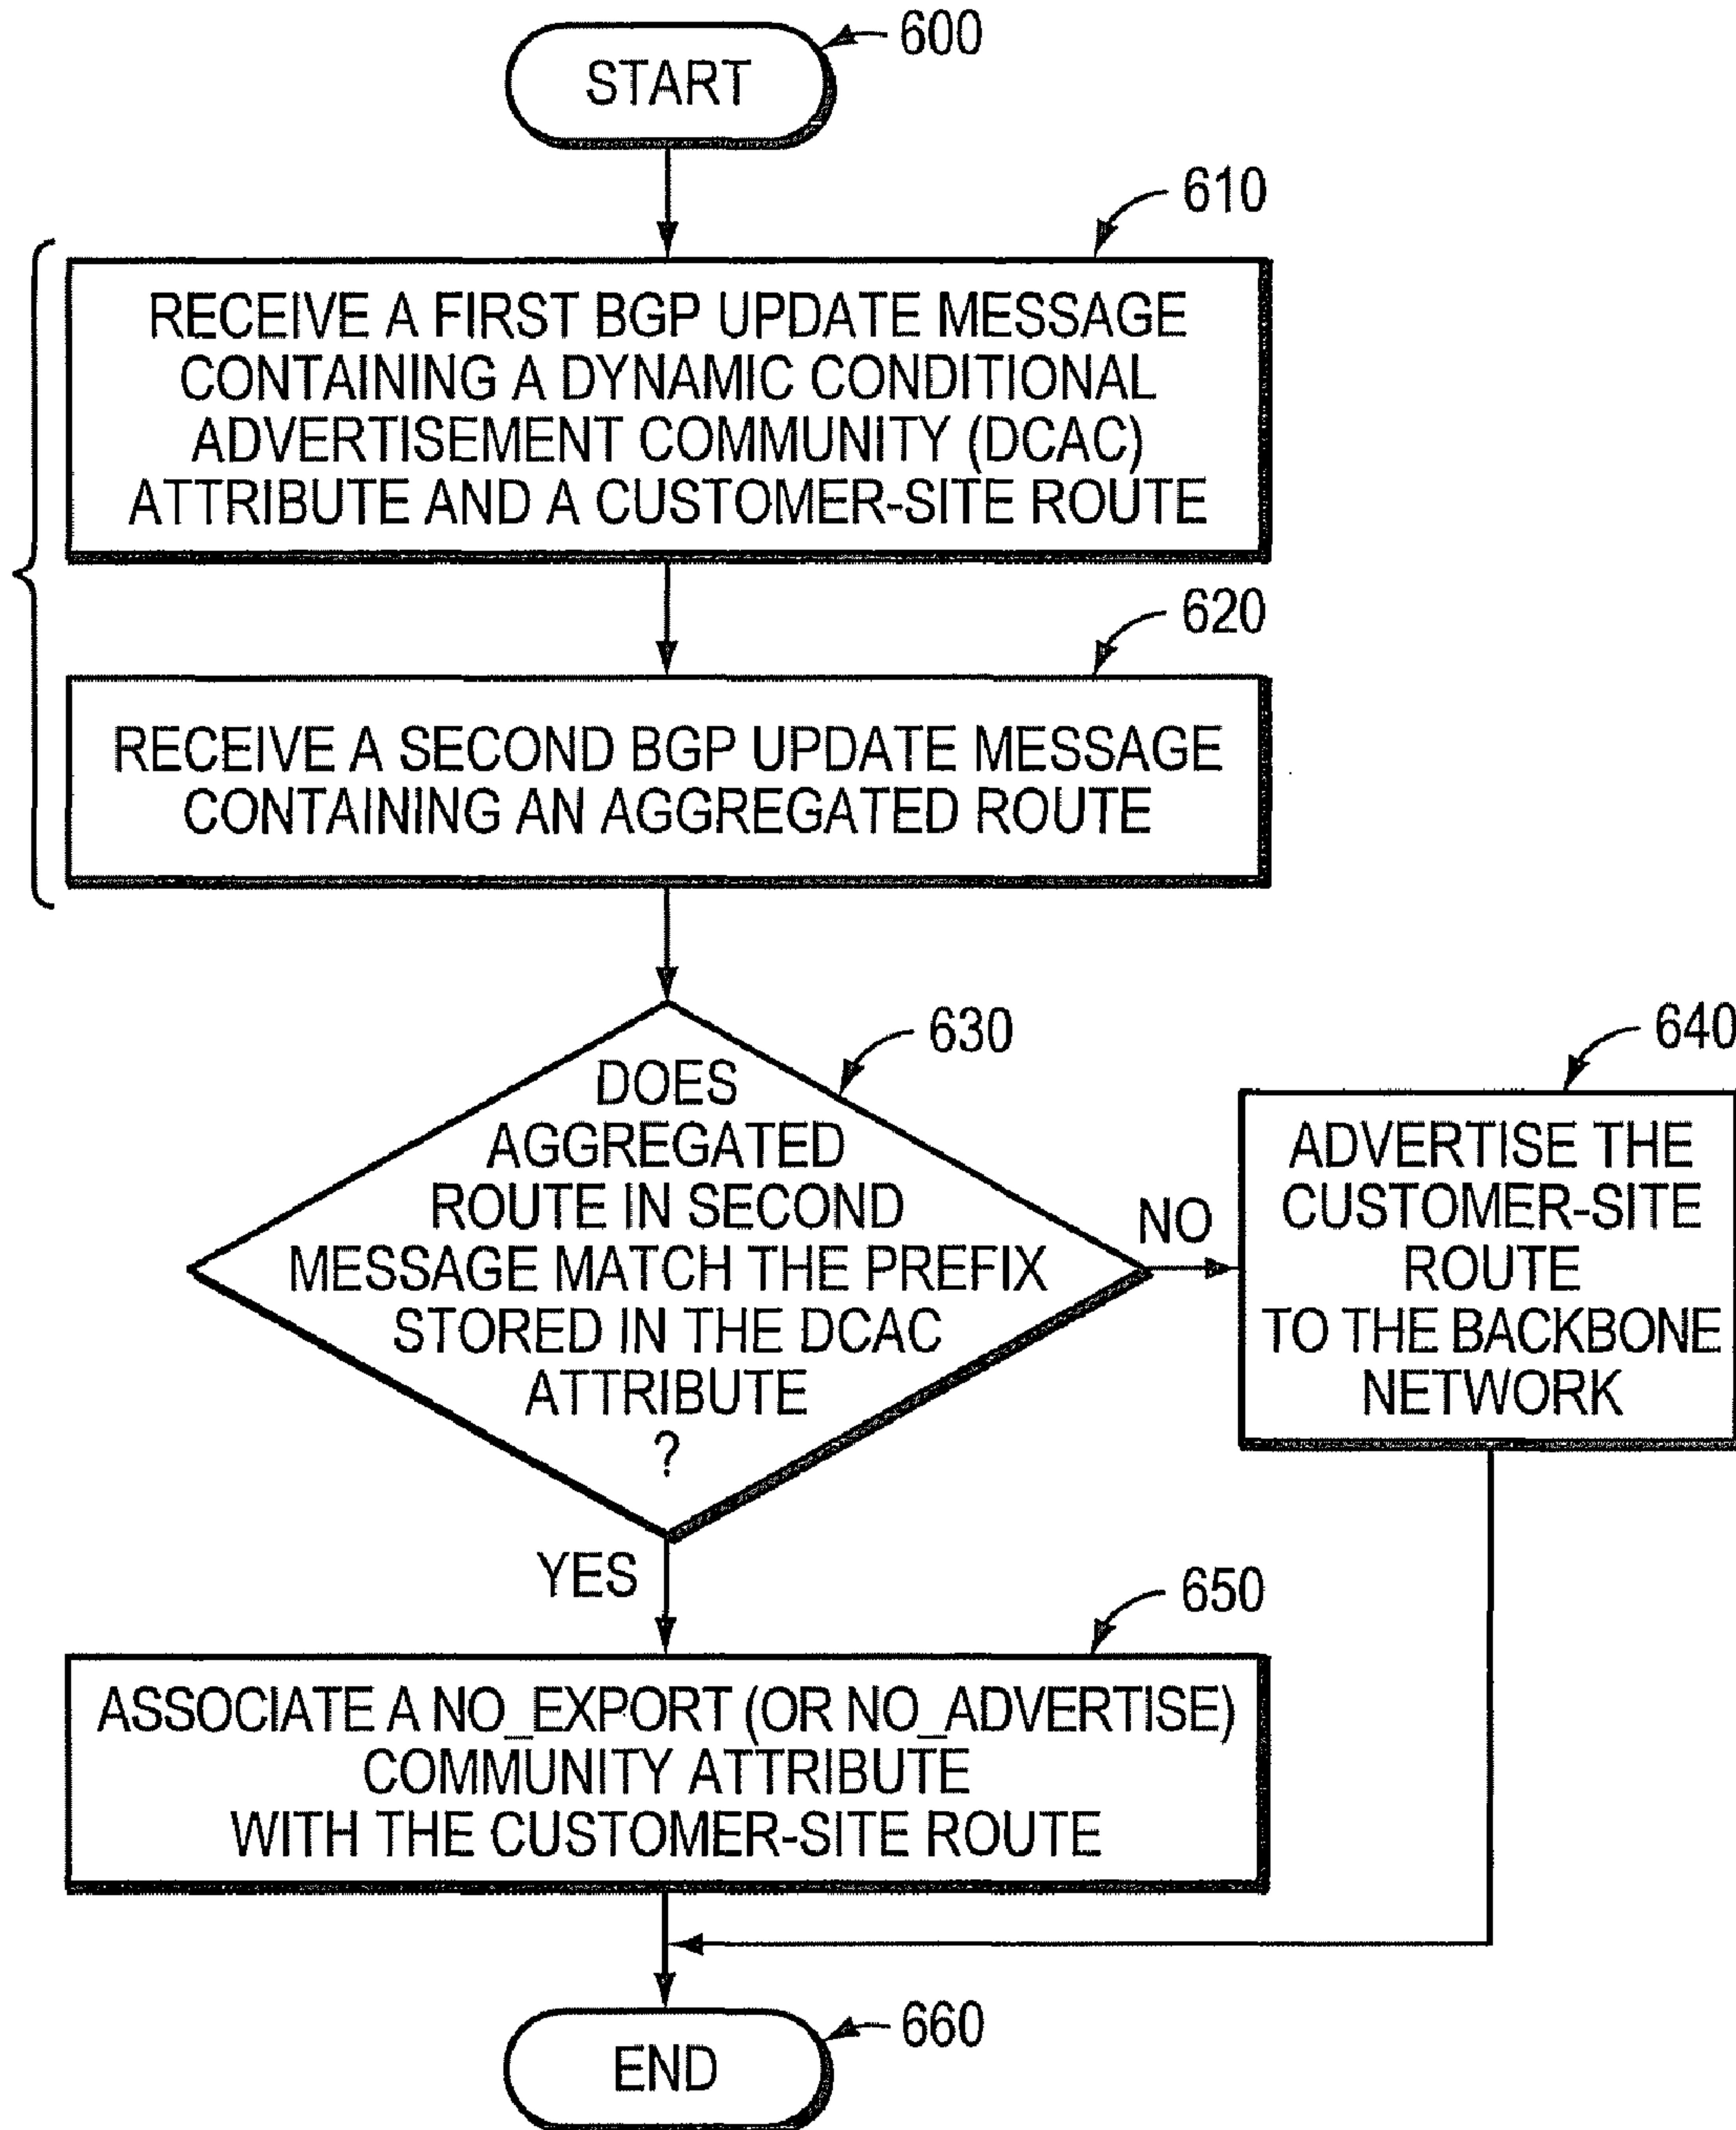 START
600
610
RECEIVE A FIRST BGP UPDATE MESSAGE
CONTAINING A DYNAMIC CONDITIONAL
ADVERTISEMENT COMMUNITY (DCAC)
ATTRIBUTE AND A CUSTOMER-SITE ROUTE
620
RECEIVE A SECOND BGP UPDATE MESSAGE
CONTAINING AN AGGREGATED ROUTE
630
DOES
AGGREGATED
ROUTE IN SECOND
MESSAGE MATCH THE PREFIX
STORED IN THE DCAC
ATTRIBUTE
?
NO
640
ADVERTISE THE
CUSTOMER-SITE
ROUTE
TO THE BACKBONE
NETWORK
YES
650
ASSOCIATE A NO_EXPORT (OR NO_ADVERTISE)
COMMUNITY ATTRIBUTE
WITH THE CUSTOMER-SITE ROUTE
END
660